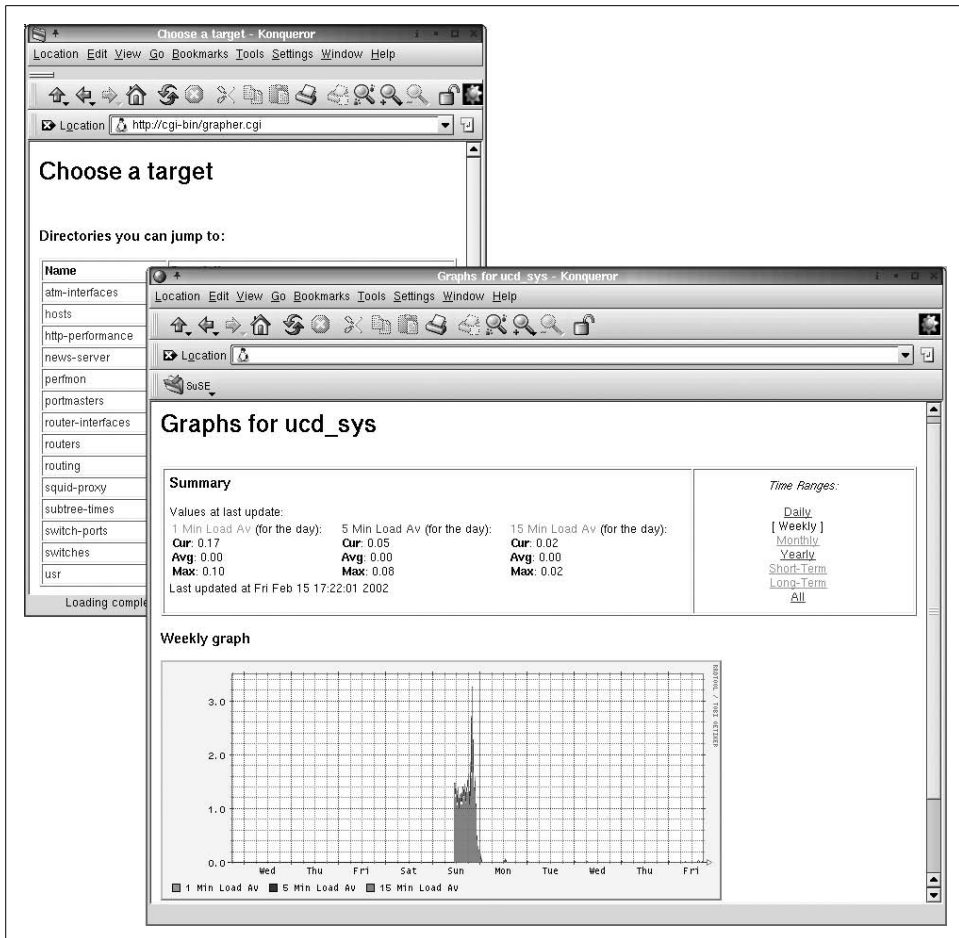 Choose a target - Konqueror
Location Edit View Go Bookmarks Tools Settings Window Help
Location http://cgi-bin/grapher.cgi
Choose a target
Directories you can jump to:
Name
atm-interfaces
hosts
http-performance
news-server
perfmon
portmasters
router-interfaces
routers
routing
squid-proxy
subtree-times
switch-ports
switches
usr
Loading comple
Graphs for ucd_sys - Konqueror
Location Edit View Go Bookmarks Tools Settings Window Help
Location
SuSE
Graphs for ucd_sys
Summary
Values at last update:
1 Min Load Av (for the day): 5 Min Load Av (for the day): 15 Min Load Av (for the day):
Cur: 0.17 Cur: 0.05 Cur: 0.02
Avg: 0.00 Avg: 0.00 Avg: 0.00
Max: 0.10 Max: 0.08 Max: 0.02
Last updated at Fri Feb 15 17:22:01 2002
Time Ranges:
Daily
[ Weekly ]
Monthly
Yearly
Short-Term
Long-Term
All
Weekly graph
3.0
2.0
1.0
0.0
Wed Thu Fri Sat Sun Mon Tue Wed Thu Fri
1 Min Load Av 5 Min Load Av 15 Min Load Av
RRDTOOL / TOBI OETIKER